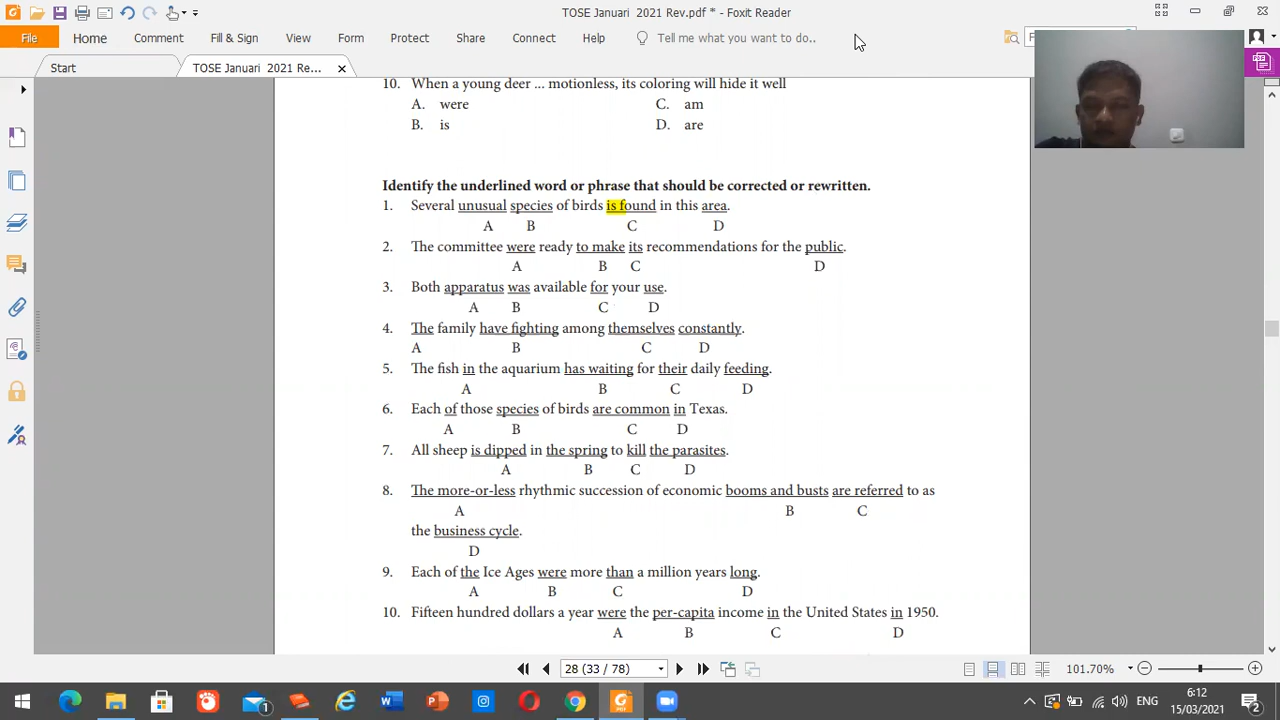 TOSE Januari 2021 Rev.pdf * - Foxit Reader
File Home Comment Fill & Sign View Form Protect Share Connect Help Tell me what you want to do..
Start TOSE Januari 2021 Re...
10. When a young deer ... motionless, its coloring will hide it well
A. were C. am
B. is D. are
Identify the underlined word or phrase that should be corrected or rewritten.
1. Several unusual species of birds is found in this area.
A B C D
2. The committee were ready to make its recommendations for the public.
A B C D
3. Both apparatus was available for your use.
A B C D
4. The family have fighting among themselves constantly.
A B C D
5. The fish in the aquarium has waiting for their daily feeding.
A B C D
6. Each of those species of birds are common in Texas.
A B C D
7. All sheep is dipped in the spring to kill the parasites.
A B C D
8. The more-or-less rhythmic succession of economic booms and busts are referred to as
A B C
the business cycle.
D
9. Each of the Ice Ages were more than a million years long.
A B C D
10. Fifteen hundred dollars a year were the per-capita income in the United States in 1950.
A B C D
28 (33 / 78) 101.70%
ENG 6:12
15/03/2021